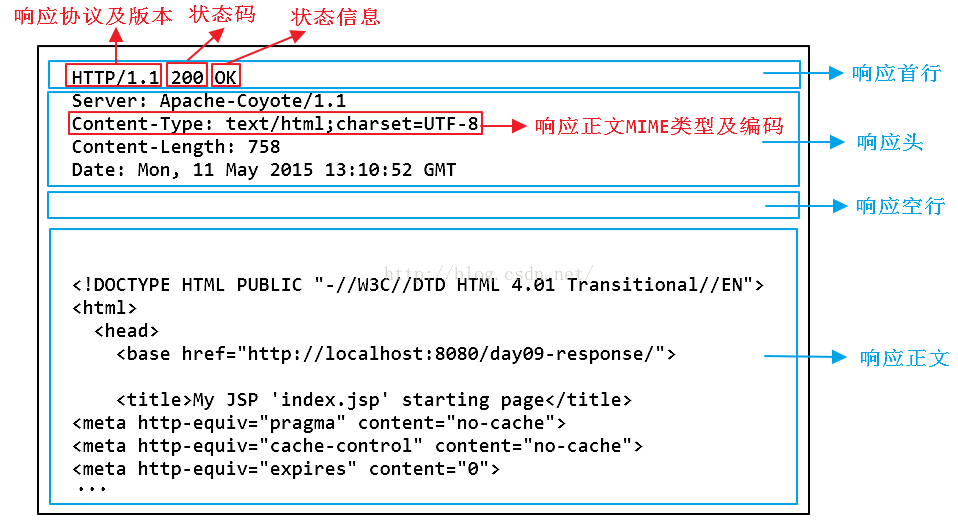 响应协议及版本 状态码 状态信息
HTTP/1.1 200 OK
响应首行
Server: Apache-Coyote/1.1
Content-Type: text/html;charset=UTF-8
响应正文MIME类型及编码
Content-Length: 758
响应头
Date: Mon, 11 May 2015 13:10:52 GMT
响应空行
http://blog.csdn.net/
<!DOCTYPE HTML PUBLIC "-//W3C//DTD HTML 4.01 Transitional//EN">
<html>
<head>
<base href="http://localhost:8080/day09-response/">
响应正文
<title>My JSP 'index.jsp' starting page</title>
<meta http-equiv="pragma" content="no-cache">
<meta http-equiv="cache-control" content="no-cache">
<meta http-equiv="expires" content="0">
...